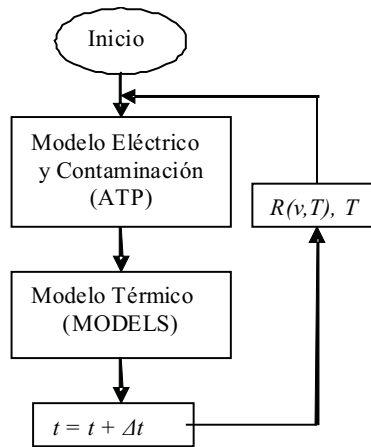 Inicio
Modelo Eléctrico
y Contaminación
(ATP)
R(v,T), T
Modelo Térmico
(MODELS)
t = t + Δt